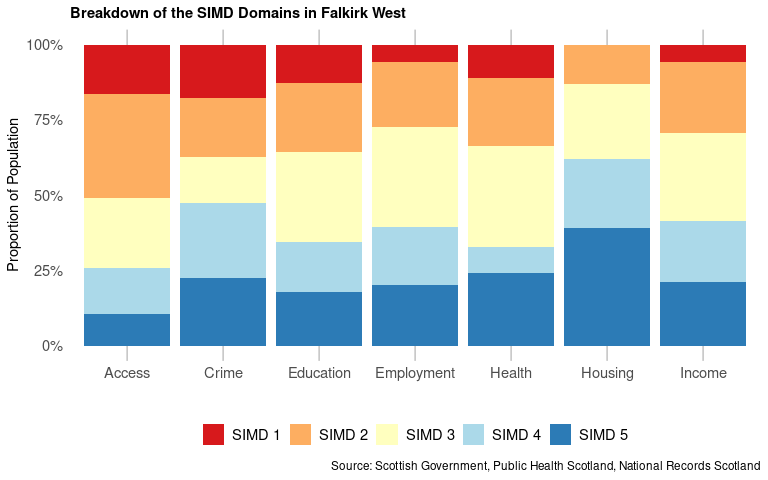 Breakdown of the SIMD Domains in Falkirk West
Proportion of Population
100%
75%
50%
25%
0%
Access Crime Education Employment Health Housing Income
SIMD 1 SIMD 2 SIMD 3 SIMD 4 SIMD 5
Source: Scottish Government, Public Health Scotland, National Records Scotland